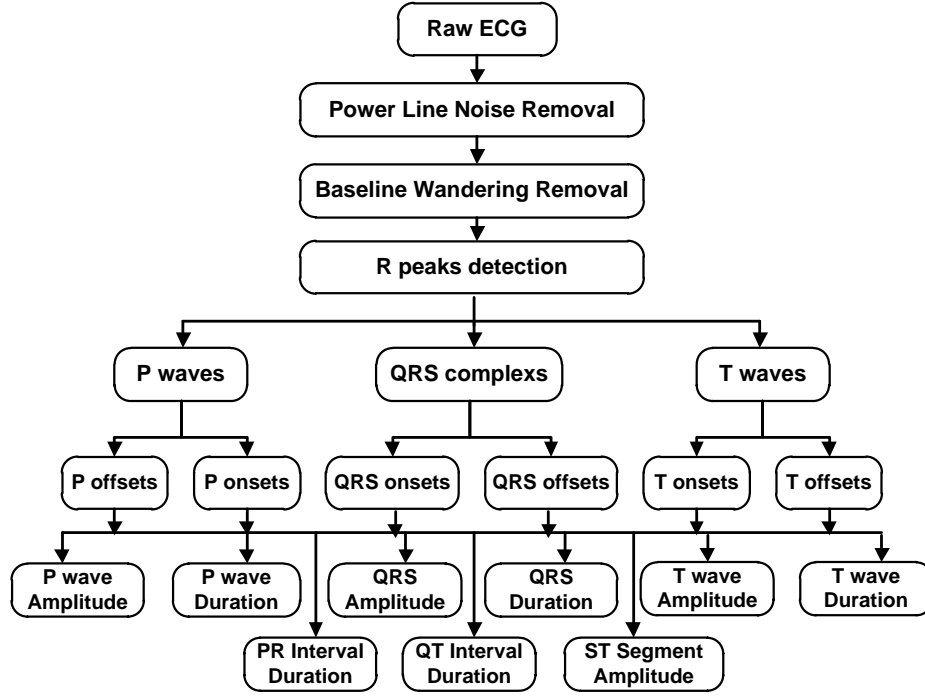 Raw ECG
Power Line Noise Removal
Baseline Wandering Removal
R peaks detection
P waves
QRS complexs
T waves
P offsets
P onsets
QRS onsets
QRS offsets
T onsets
T offsets
P wave
Amplitude
P wave
Duration
QRS
Amplitude
QRS
Duration
T wave
Amplitude
T wave
Duration
PR Interval
Duration
QT Interval
Duration
ST Segment
Amplitude